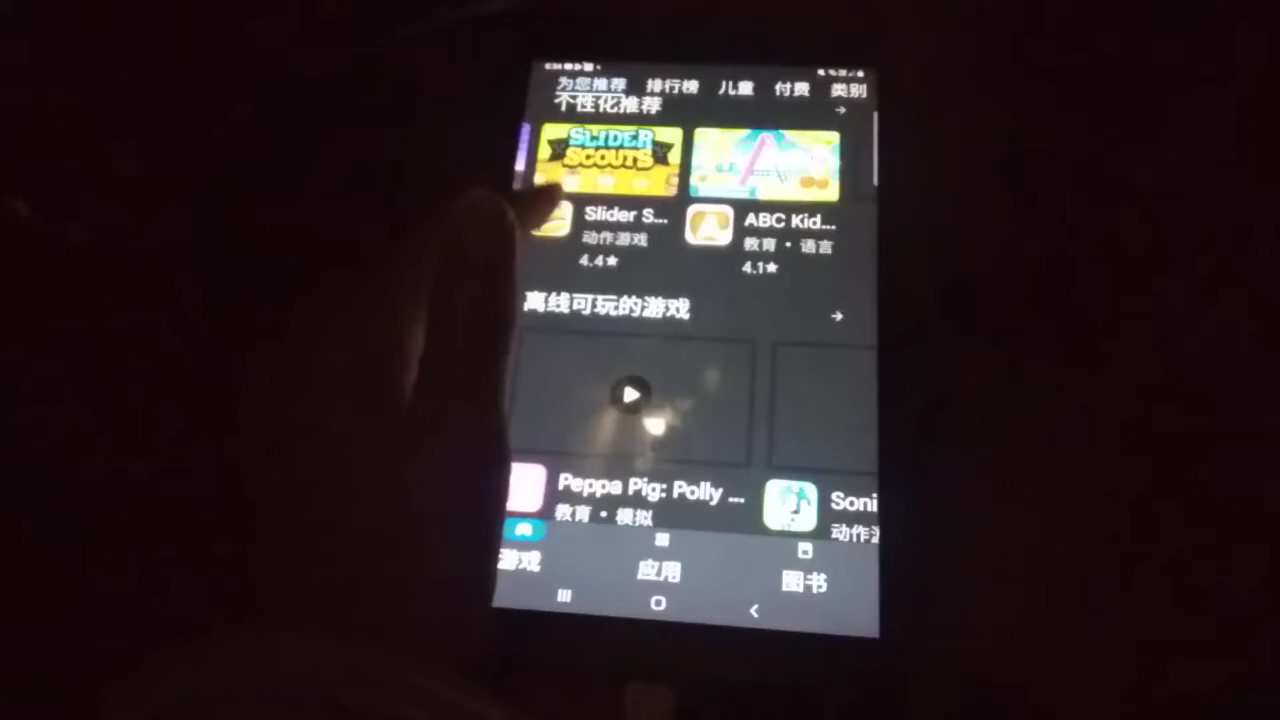 为您推荐 排行榜 儿童 付费 类别
个性化推荐
SLIDER
SCOUTS
Slider S...
动作游戏
4.4★
ABC Kid...
教育 • 语言
4.1★
离线可玩的游戏
Peppa Pig: Polly ...
教育 • 模拟
Soni
动作游
游戏 应用 图书